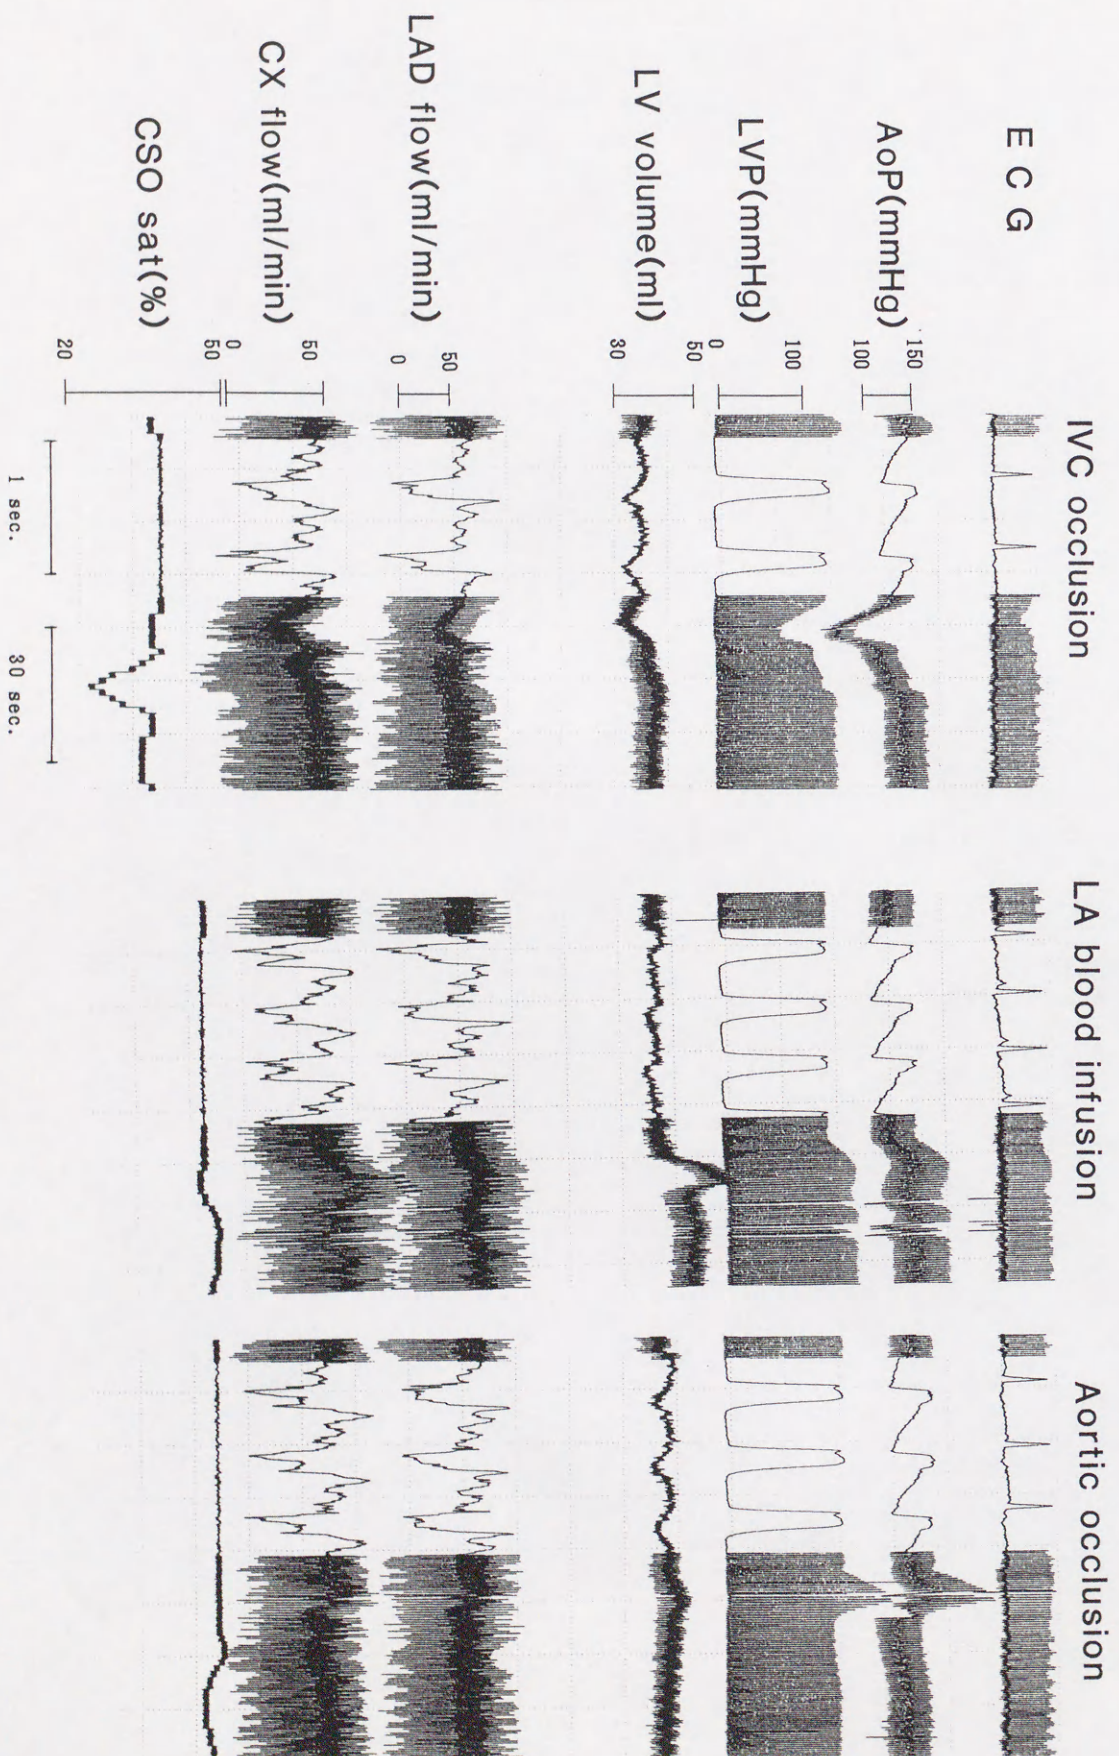 IVC occlusion
LA blood infusion
Aortic occlusion
E C G
AoP(mmHg)
150
100
LVP(mmHg)
100
0
LV volume(ml)
50
30
LAD flow(ml/min)
50
0
CX flow(ml/min)
50
0
CSO sat(%)
50
20
1 sec.
30 sec.